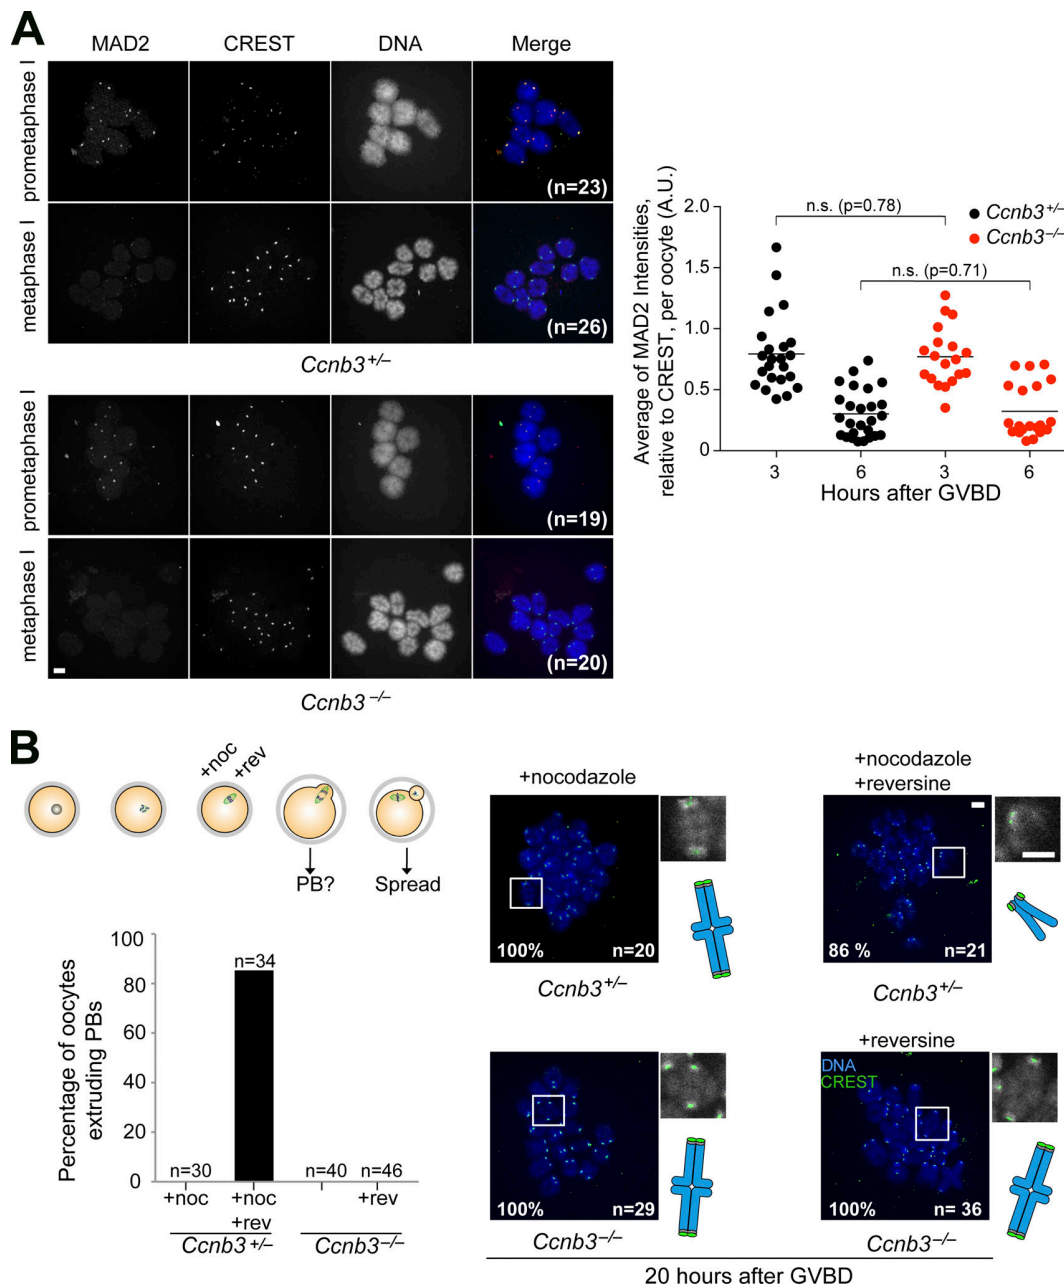 A
MAD2 CREST DNA Merge
prometaphase I
(n=23)
metaphase I
(n=26)
Ccnb3+/–
prometaphase I
(n=19)
metaphase I
(n=20)
Ccnb3–/–
Average of MAD2 Intensities,
relative to CREST, per oocyte (A.U.)
2.0
1.5
1.0
0.5
0
n.s. (p=0.78)
n.s. (p=0.71)
Ccnb3+/–
Ccnb3–/–
3 6 3 6
Hours after GVBD
B
+noc
+rev
PB? Spread
Percentage of oocytes
extruding PBs
100
80
60
40
20
0
n=30
n=34
n=40
n=46
+noc
+noc
+rev
+rev
Ccnb3+/–
Ccnb3–/–
+nocodazole
100% n=20
Ccnb3+/–
+nocodazole
+reversine
86 % n=21
Ccnb3+/–
100% n=29
Ccnb3–/–
+reversine
DNA
CREST
100% n= 36
Ccnb3–/–
20 hours after GVBD